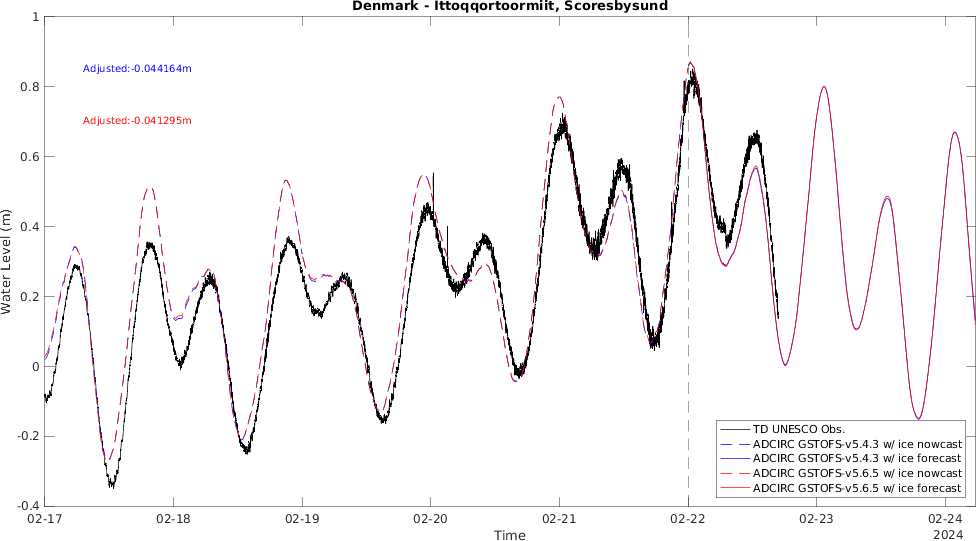 Denmark - Ittoqqortoormiit, Scoresbysund
1
Adjusted:-0.044164m
0.8
Adjusted:-0.041295m
0.6
0.4
Water Level (m)
0.2
0
-0.2
TD UNESCO Obs.
ADCIRC GSTOFS-v5.4.3 w/ ice nowcast
ADCIRC GSTOFS-v5.4.3 w/ ice forecast
ADCIRC GSTOFS-v5.6.5 w/ ice nowcast
ADCIRC GSTOFS-v5.6.5 w/ ice forecast
-0.4
02-17 02-18 02-19 02-20 02-21 02-22 02-23 02-24
Time
2024